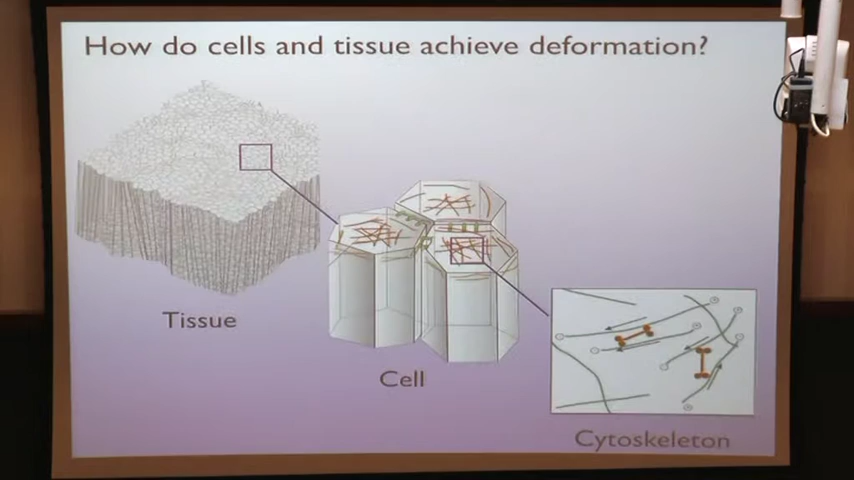 How do cells and tissue achieve deformation?
Tissue
Cell
Cytoskeleton